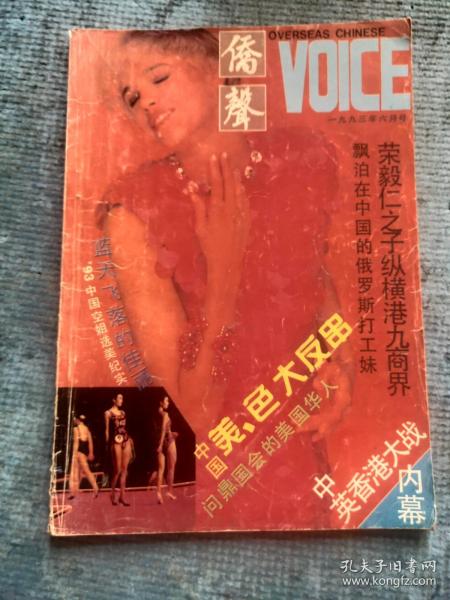 僑聲
OVERSEAS CHINESE
VOICE
一九九三年六月号
荣毅仁之子纵横港九商界
飘泊在中国的俄罗斯打工妹
蓝天飞落的佳丽
'93中国空姐选美纪实
中国美、色大反串
问鼎国会的美国华人
中英香港大战
内幕
孔夫子旧书网
www.kongfz.com